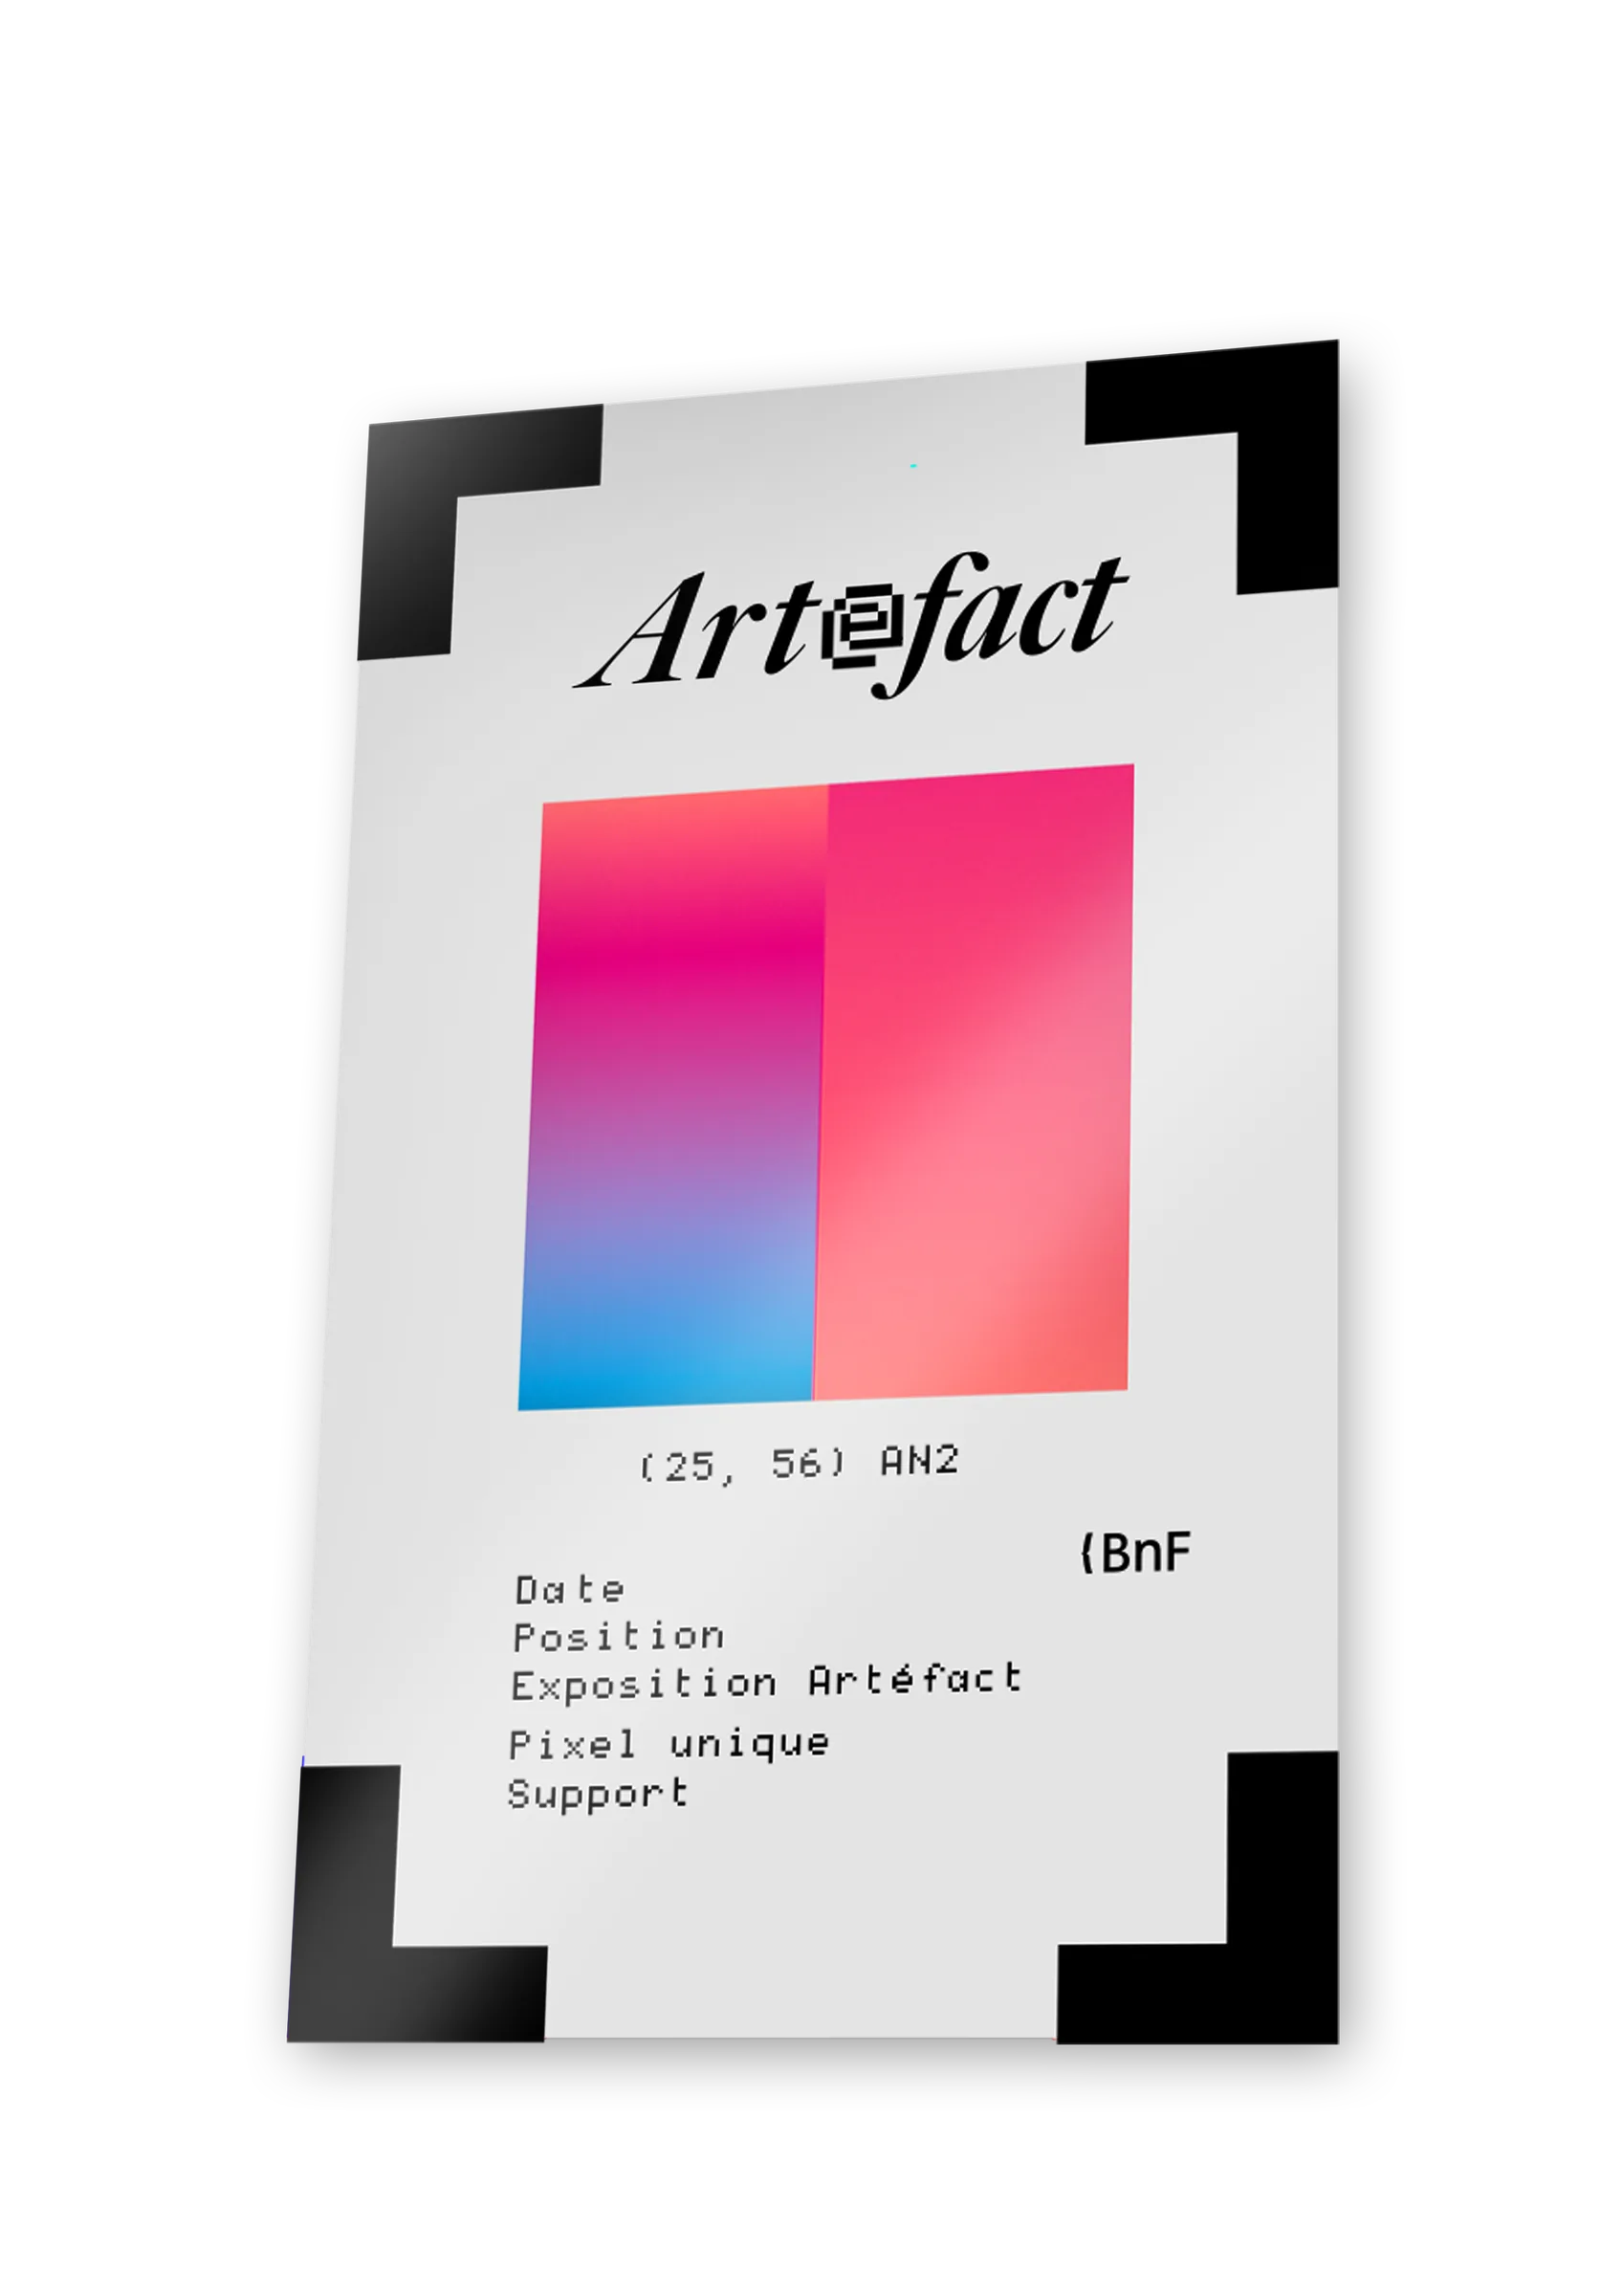 Artefact
(25, 56) AN2
{BnF
Date
Position
Exposition Artéfact
Pixel unique
Support